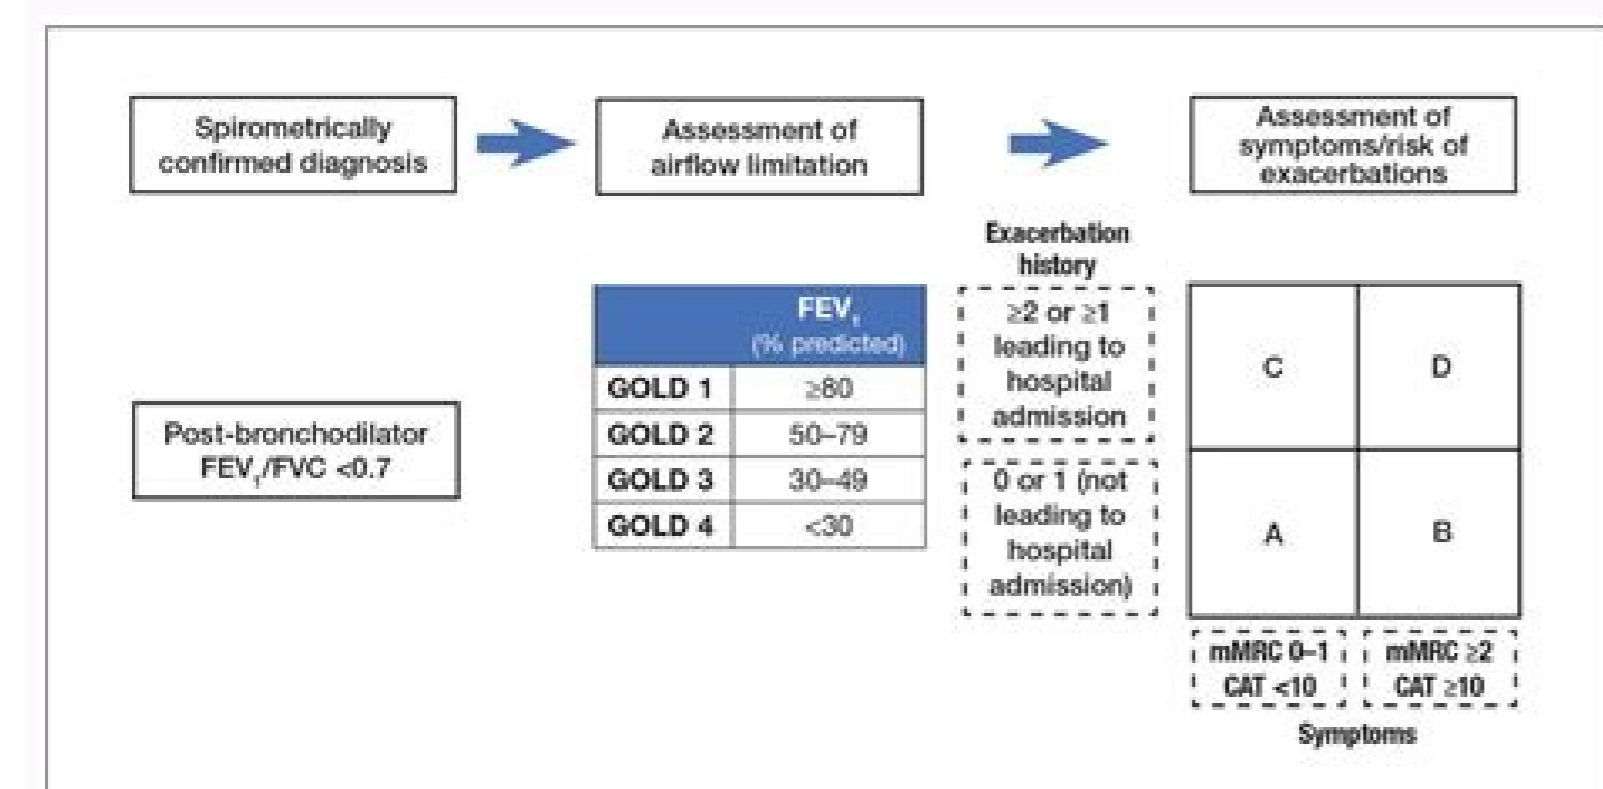 Spirometrically
confirmed diagnosis
Assessment of
airflow limitation
Assessment of
symptoms/risk of
exacerbations
Post-bronchodilator
FEV₁/FVC <0.7
FEV₁
(% predicted)
GOLD 1 ≥80
GOLD 2 50–79
GOLD 3 30–49
GOLD 4 <30
Exacerbation
history
≥2 or ≥1
leading to
hospital
admission
0 or 1 (not
leading to
hospital
admission)
C D
A B
mMRC 0–1 mMRC ≥2
CAT <10 CAT ≥10
Symptoms